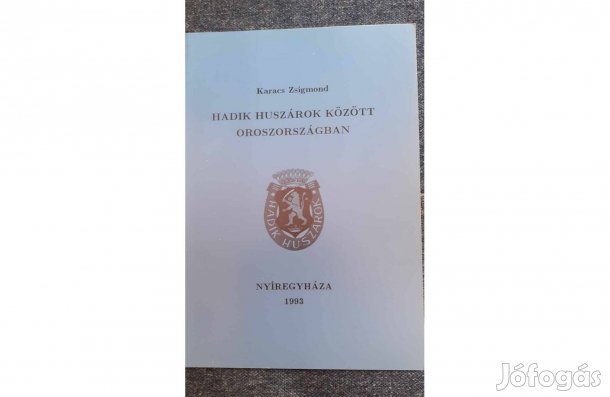 Karacs Zsigmond
HADIK HUSZÁROK KÖZÖTT
OROSZORSZÁGBAN
HADIK HUSZÁROK
NYÍREGYHÁZA
1993
Jófogás